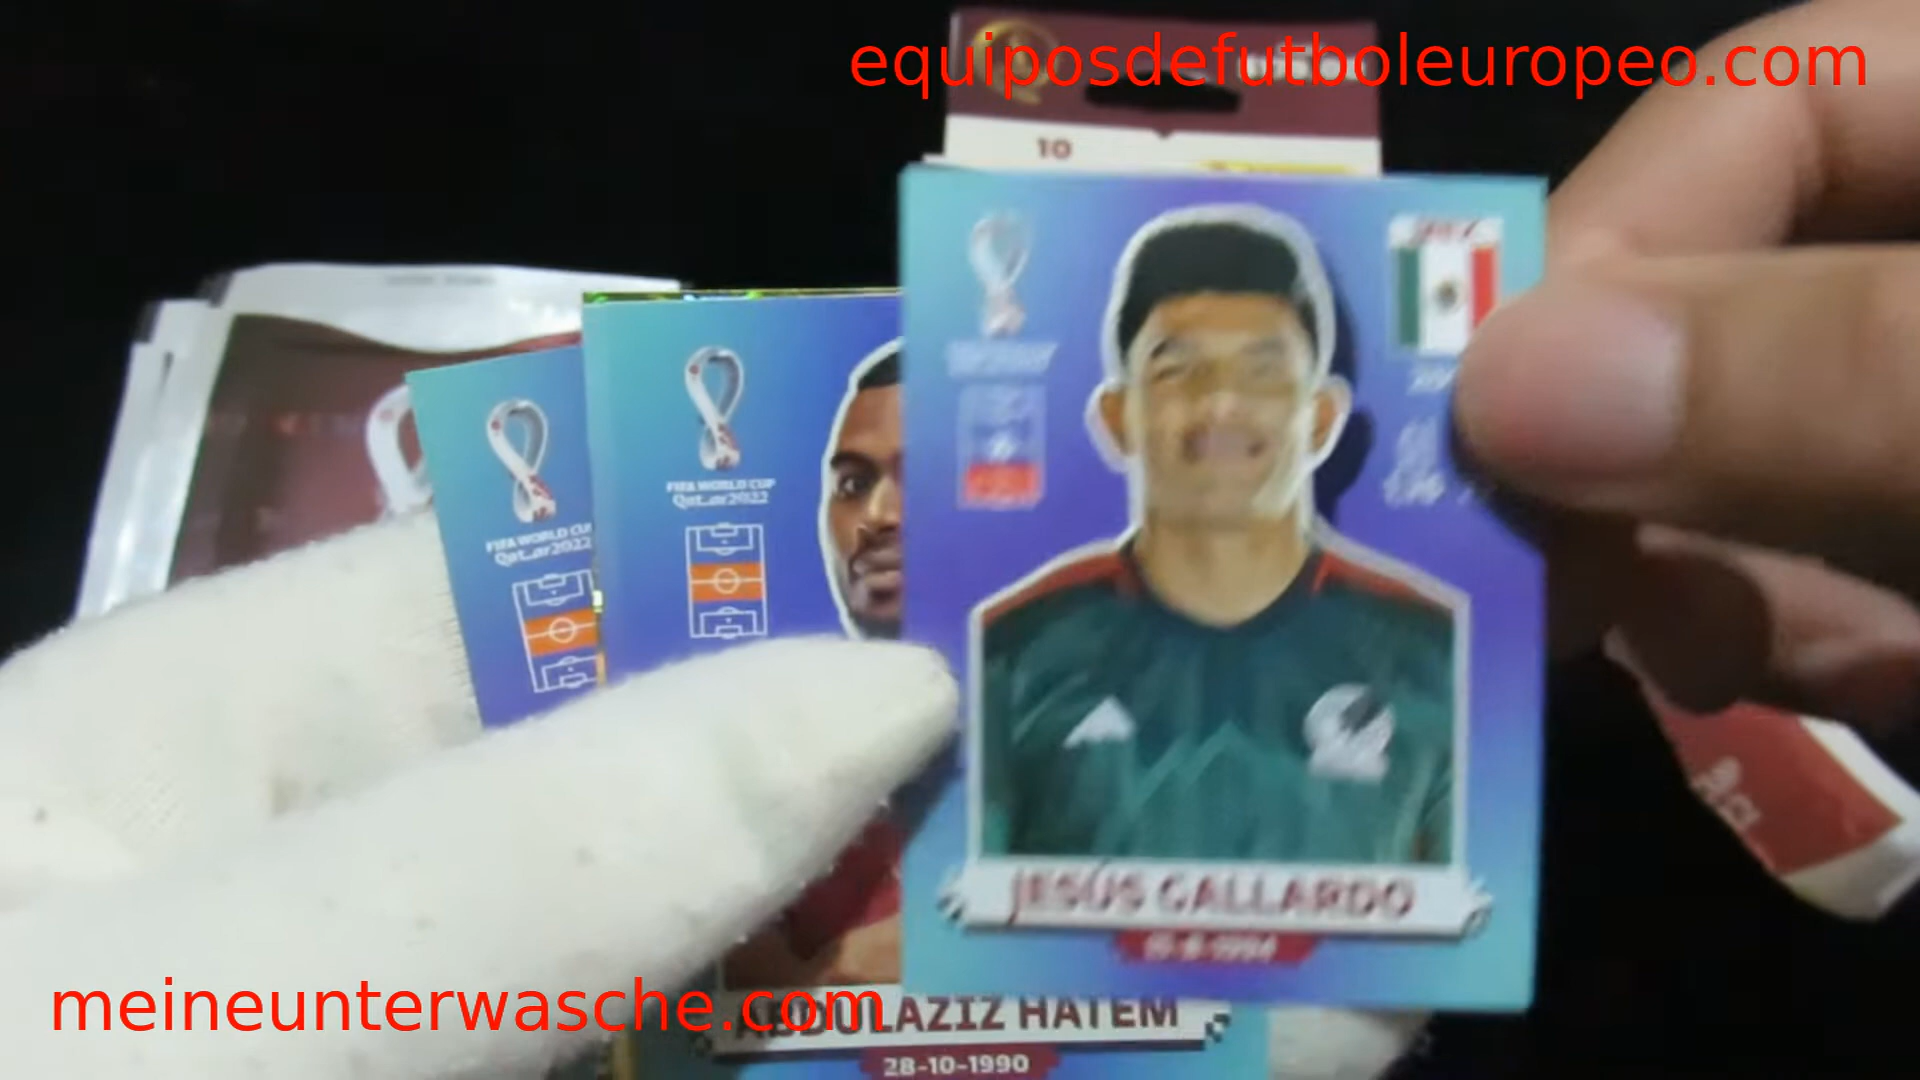 equiposdefutboleuropeo.com
10
FIFA WORLD CUP
Qatar2022
FIFA WORLD CUP
Qatar2022
JESÚS GALLARDO
meineunterwasche.com
ABDULAZIZ HATEM
28-10-1990